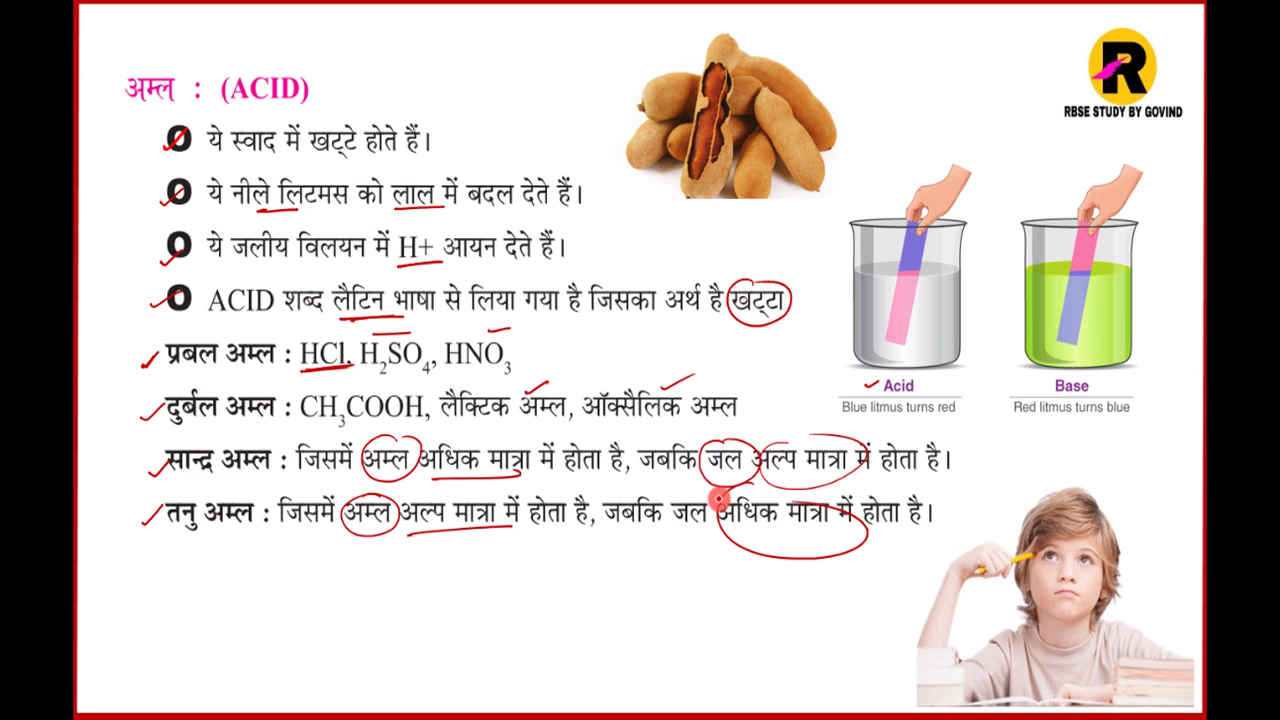 अम्ल : (ACID)
O ये स्वाद में खट्टे होते हैं।
O ये नीले लिटमस को लाल में बदल देते हैं।
O ये जलीय विलयन में H+ आयन देते हैं।
O ACID शब्द लैटिन भाषा से लिया गया है जिसका अर्थ है खट्टा
प्रबल अम्ल : HCl, H₂SO₄, HNO₃
दुर्बल अम्ल : CH₃COOH, लैक्टिक अम्ल, ऑक्सैलिक अम्ल
सान्द्र अम्ल : जिसमें अम्ल अधिक मात्रा में होता है, जबकि जल अल्प मात्रा में होता है।
तनु अम्ल : जिसमें अम्ल अल्प मात्रा में होता है, जबकि जल अधिक मात्रा में होता है।
R
RBSE STUDY BY GOVIND
Acid
Blue litmus turns red
Base
Red litmus turns blue